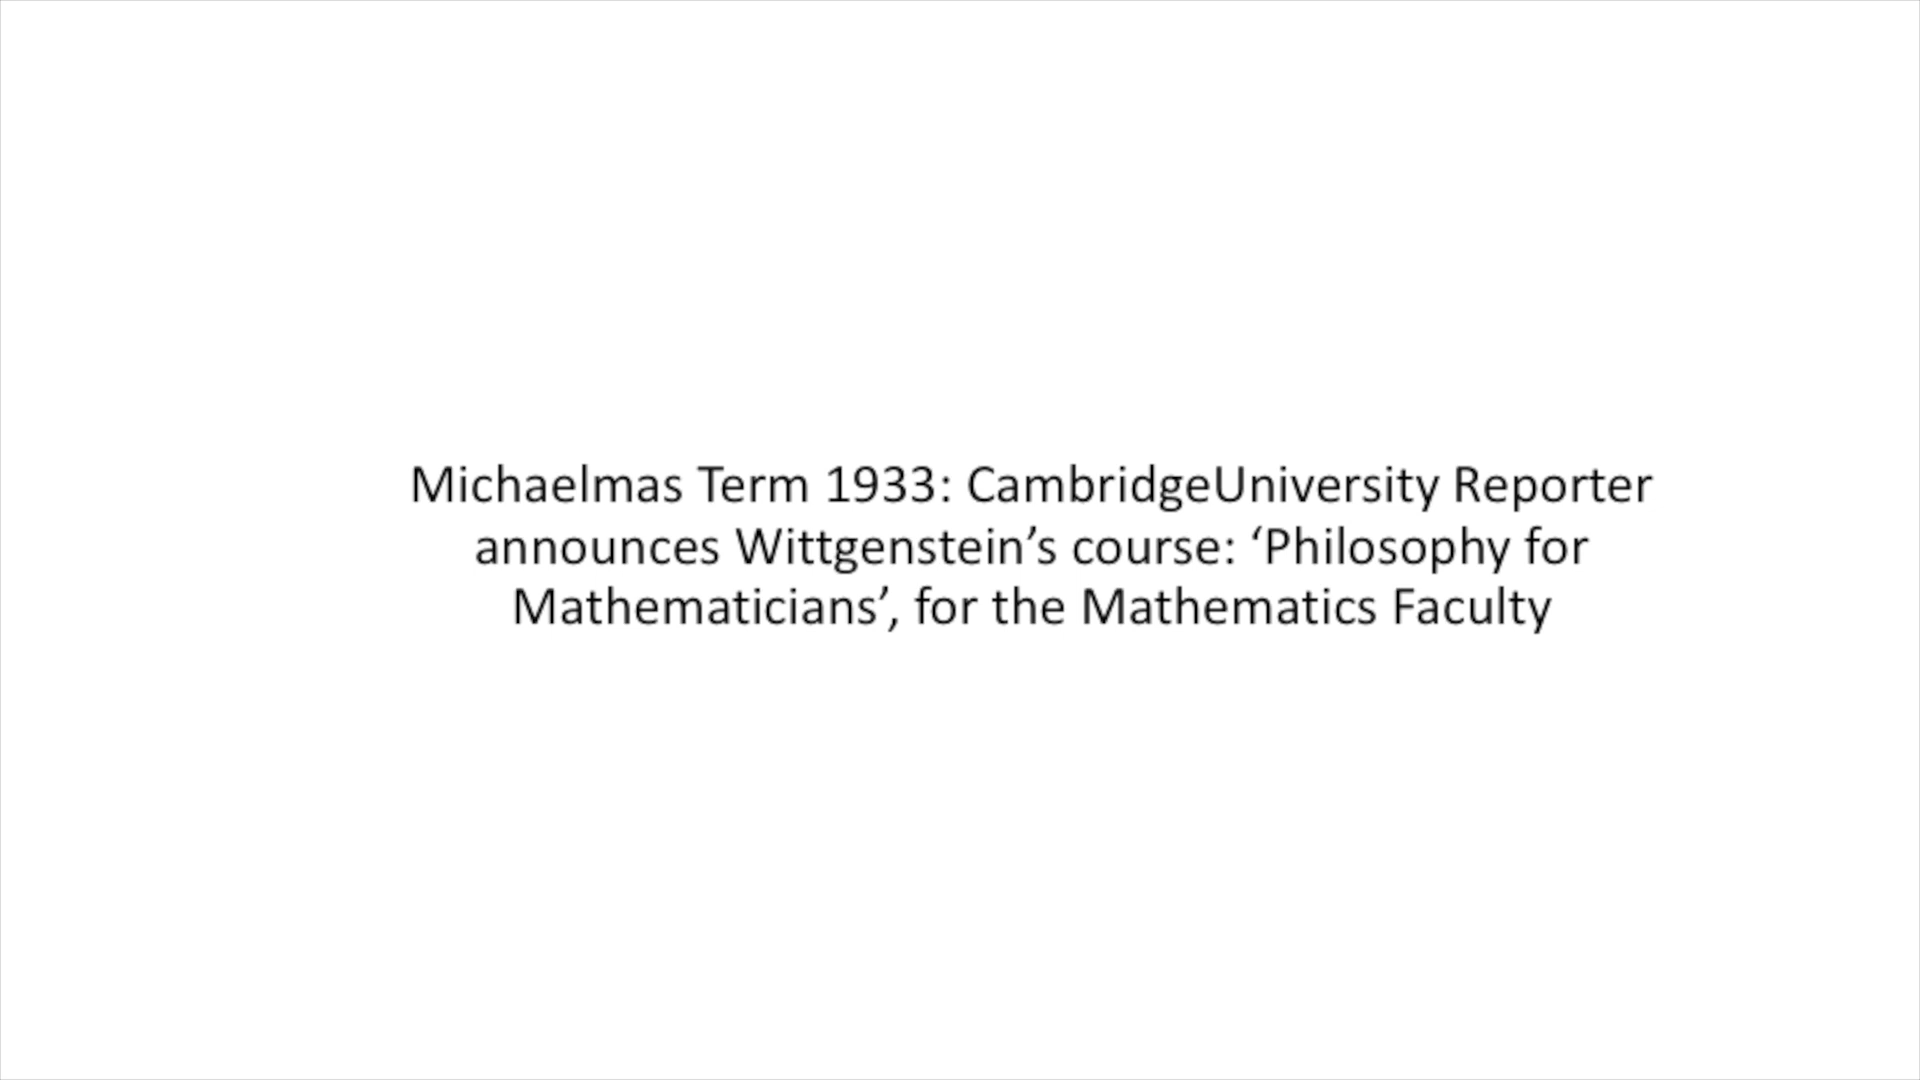 Michaelmas Term 1933: CambridgeUniversity Reporter
announces Wittgenstein’s course: ‘Philosophy for
Mathematicians’, for the Mathematics Faculty